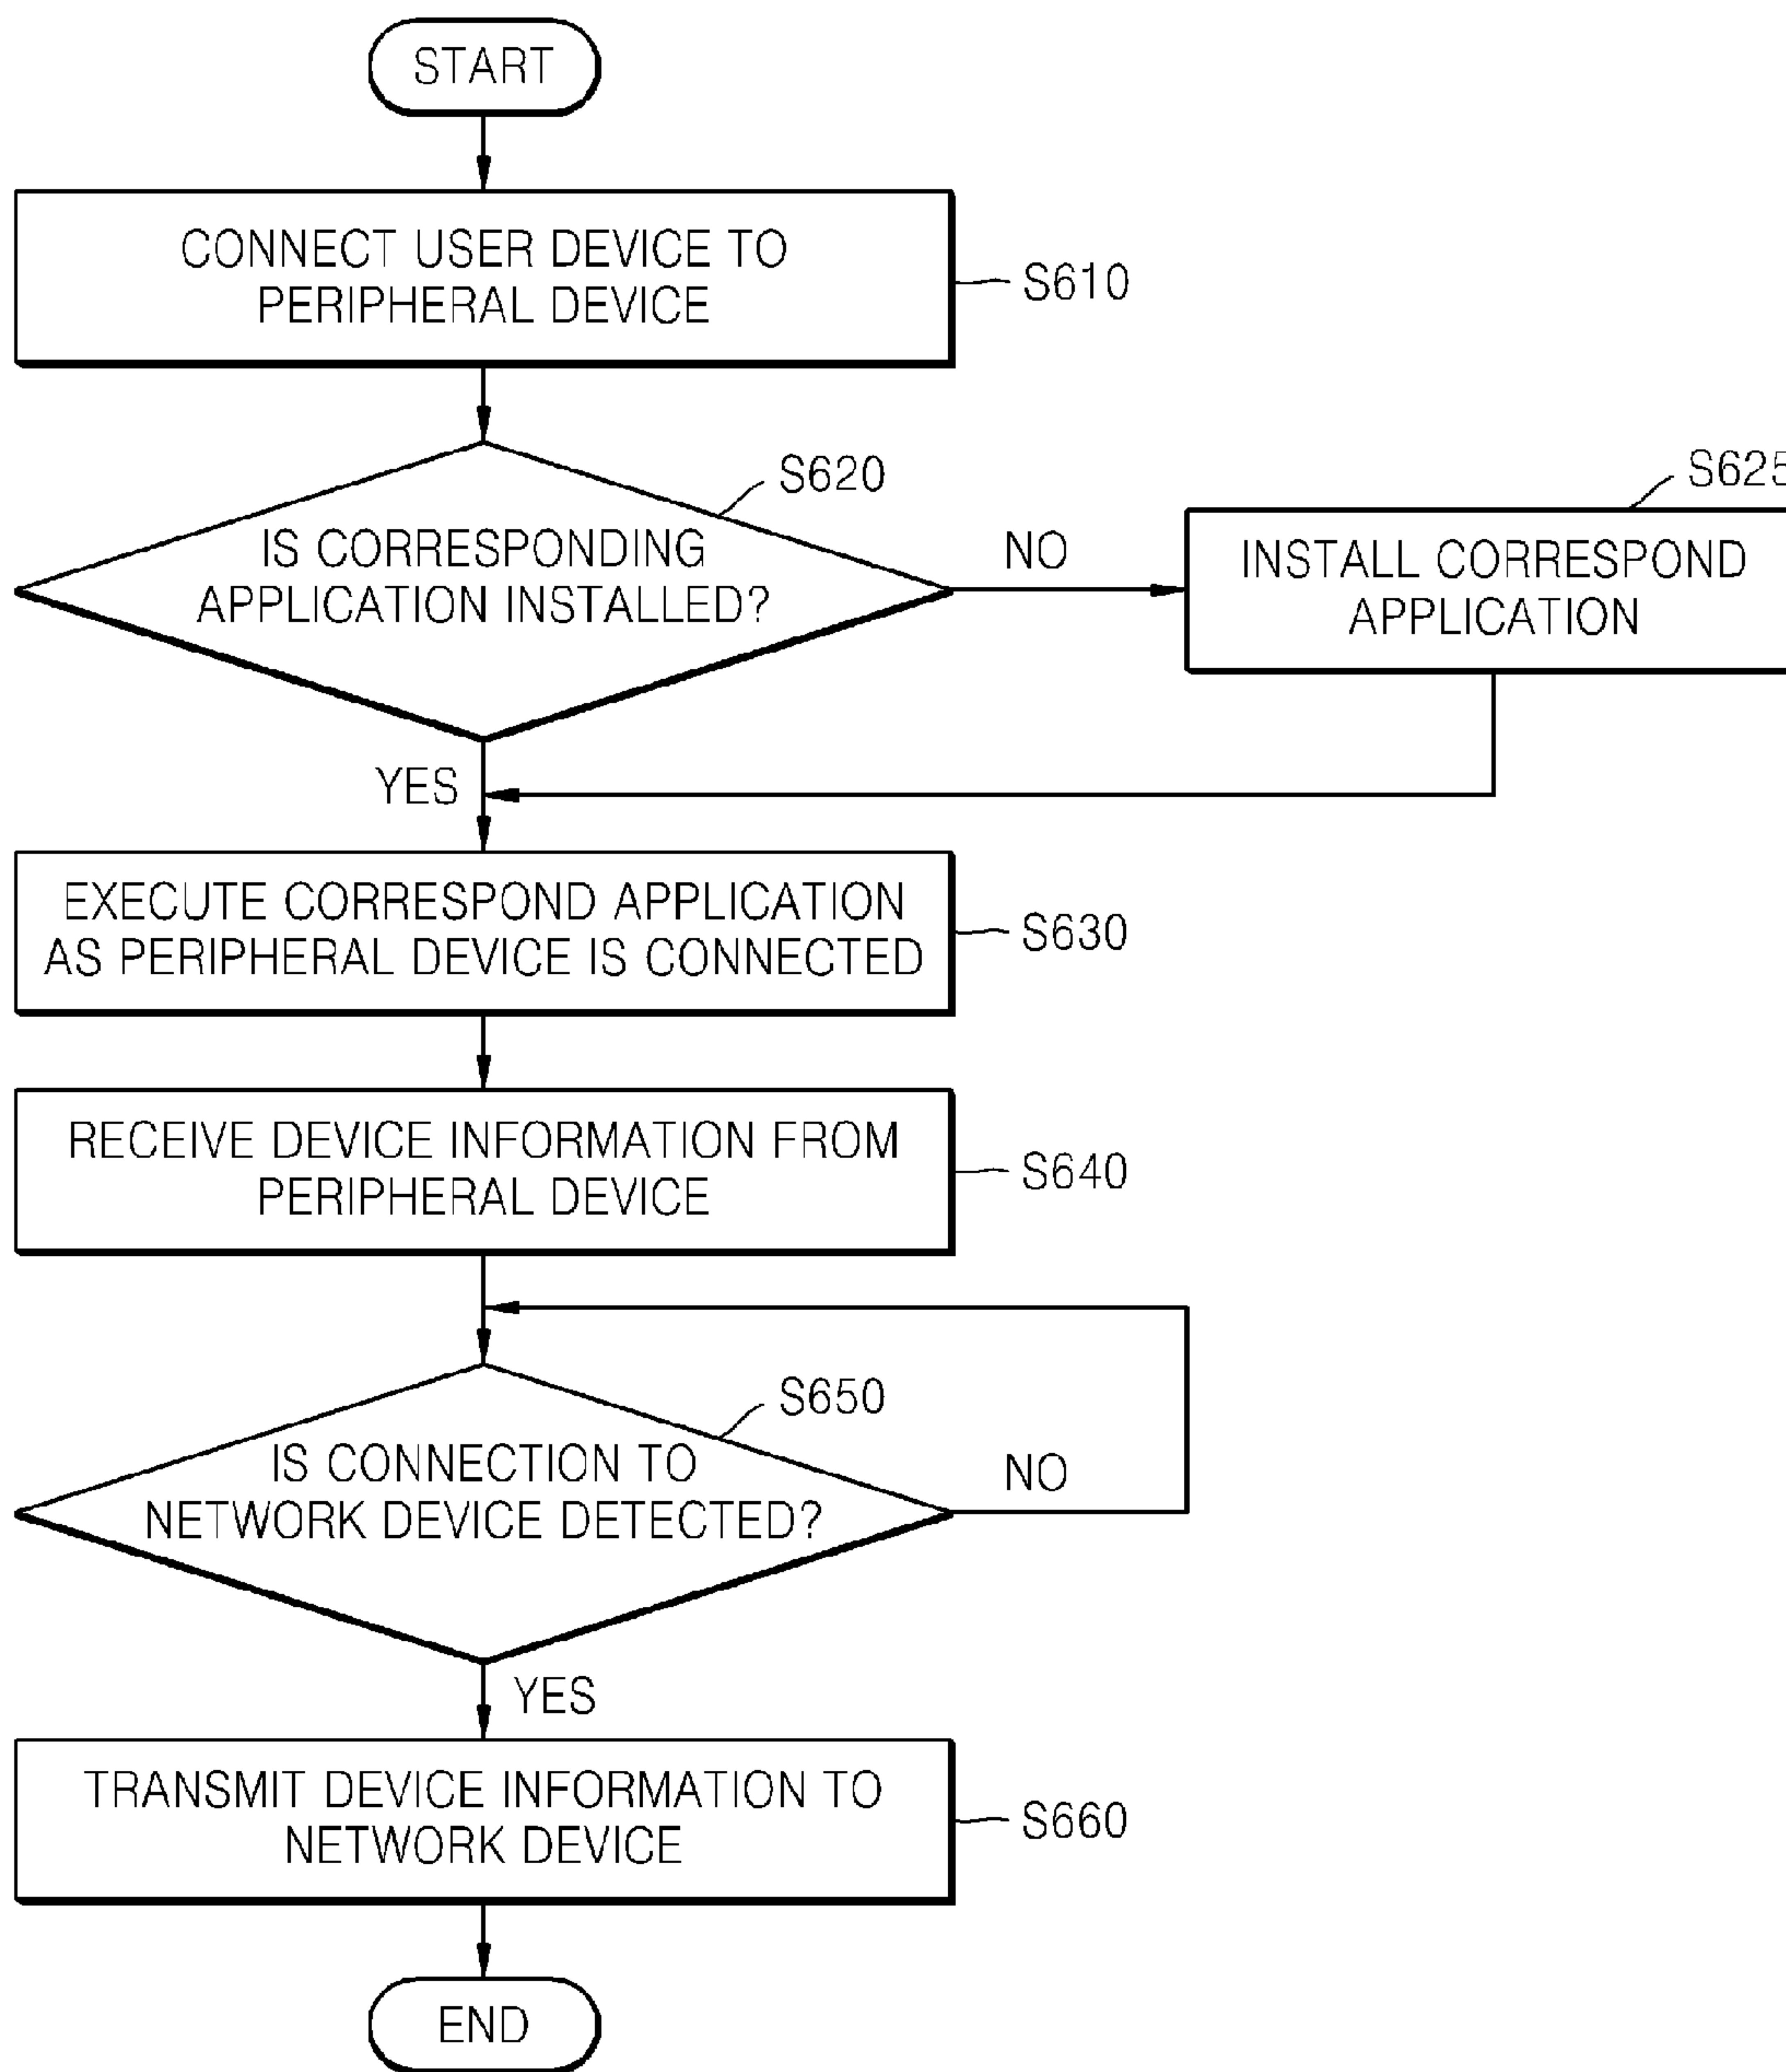 START
CONNECT USER DEVICE TO
PERIPHERAL DEVICE
S610
S620
IS CORRESPONDING
APPLICATION INSTALLED?
NO
S625
INSTALL CORRESPOND
APPLICATION
YES
EXECUTE CORRESPOND APPLICATION
AS PERIPHERAL DEVICE IS CONNECTED
S630
RECEIVE DEVICE INFORMATION FROM
PERIPHERAL DEVICE
S640
S650
IS CONNECTION TO
NETWORK DEVICE DETECTED?
NO
YES
TRANSMIT DEVICE INFORMATION TO
NETWORK DEVICE
S660
END